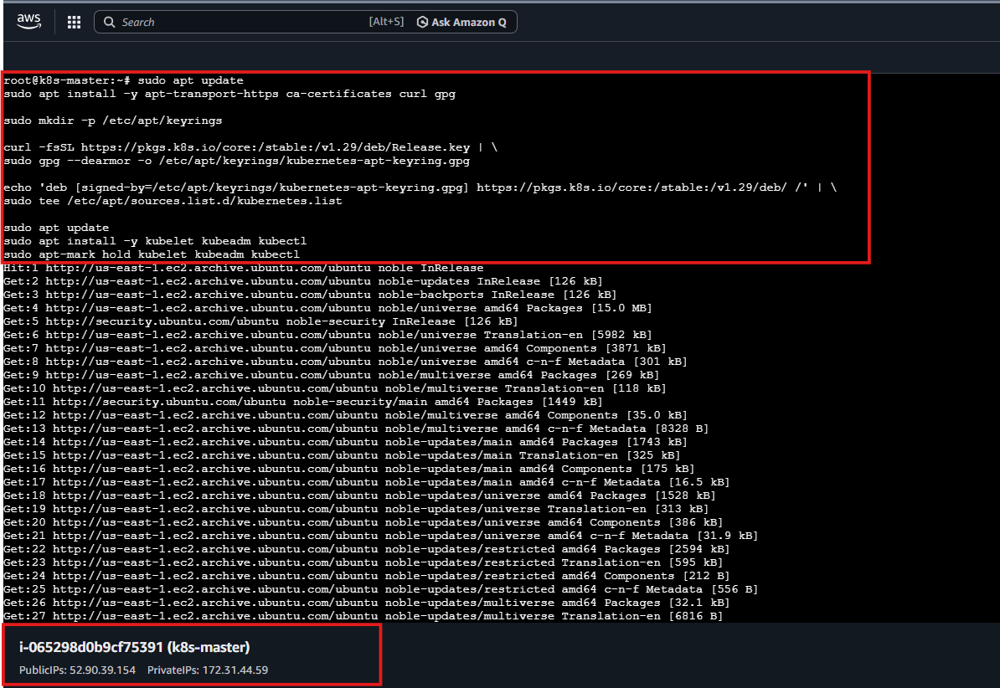 aws Search [Alt+S] Ask Amazon Q
root@k8s-master:~# sudo apt update
sudo apt install -y apt-transport-https ca-certificates curl gpg
sudo mkdir -p /etc/apt/keyrings
curl -fsSL https://pkgs.k8s.io/core:/stable:/v1.29/deb/Release.key | \
sudo gpg --dearmor -o /etc/apt/keyrings/kubernetes-apt-keyring.gpg
echo 'deb [signed-by=/etc/apt/keyrings/kubernetes-apt-keyring.gpg] https://pkgs.k8s.io/core:/stable:/v1.29/deb/ /' | \
sudo tee /etc/apt/sources.list.d/kubernetes.list
sudo apt update
sudo apt install -y kubelet kubeadm kubectl
sudo apt-mark hold kubelet kubeadm kubectl
Hit:1 http://us-east-1.ec2.archive.ubuntu.com/ubuntu noble InRelease
Get:2 http://us-east-1.ec2.archive.ubuntu.com/ubuntu noble-updates InRelease [126 kB]
Get:3 http://us-east-1.ec2.archive.ubuntu.com/ubuntu noble-backports InRelease [126 kB]
Get:4 http://us-east-1.ec2.archive.ubuntu.com/ubuntu noble/universe amd64 Packages [15.0 MB]
Get:5 http://security.ubuntu.com/ubuntu noble-security InRelease [126 kB]
Get:6 http://us-east-1.ec2.archive.ubuntu.com/ubuntu noble/universe Translation-en [5982 kB]
Get:7 http://us-east-1.ec2.archive.ubuntu.com/ubuntu noble/universe amd64 Components [3871 kB]
Get:8 http://us-east-1.ec2.archive.ubuntu.com/ubuntu noble/universe amd64 c-n-f Metadata [301 kB]
Get:9 http://us-east-1.ec2.archive.ubuntu.com/ubuntu noble/multiverse amd64 Packages [269 kB]
Get:10 http://us-east-1.ec2.archive.ubuntu.com/ubuntu noble/multiverse Translation-en [118 kB]
Get:11 http://security.ubuntu.com/ubuntu noble-security/main amd64 Packages [1449 kB]
Get:12 http://us-east-1.ec2.archive.ubuntu.com/ubuntu noble/multiverse amd64 Components [35.0 kB]
Get:13 http://us-east-1.ec2.archive.ubuntu.com/ubuntu noble/multiverse amd64 c-n-f Metadata [8328 B]
Get:14 http://us-east-1.ec2.archive.ubuntu.com/ubuntu noble-updates/main amd64 Packages [1743 kB]
Get:15 http://us-east-1.ec2.archive.ubuntu.com/ubuntu noble-updates/main Translation-en [325 kB]
Get:16 http://us-east-1.ec2.archive.ubuntu.com/ubuntu noble-updates/main amd64 Components [175 kB]
Get:17 http://us-east-1.ec2.archive.ubuntu.com/ubuntu noble-updates/main amd64 c-n-f Metadata [16.5 kB]
Get:18 http://us-east-1.ec2.archive.ubuntu.com/ubuntu noble-updates/universe amd64 Packages [1528 kB]
Get:19 http://us-east-1.ec2.archive.ubuntu.com/ubuntu noble-updates/universe Translation-en [313 kB]
Get:20 http://us-east-1.ec2.archive.ubuntu.com/ubuntu noble-updates/universe amd64 Components [386 kB]
Get:21 http://us-east-1.ec2.archive.ubuntu.com/ubuntu noble-updates/universe amd64 c-n-f Metadata [31.9 kB]
Get:22 http://us-east-1.ec2.archive.ubuntu.com/ubuntu noble-updates/restricted amd64 Packages [2594 kB]
Get:23 http://us-east-1.ec2.archive.ubuntu.com/ubuntu noble-updates/restricted Translation-en [595 kB]
Get:24 http://us-east-1.ec2.archive.ubuntu.com/ubuntu noble-updates/restricted amd64 Components [212 B]
Get:25 http://us-east-1.ec2.archive.ubuntu.com/ubuntu noble-updates/restricted amd64 c-n-f Metadata [556 B]
Get:26 http://us-east-1.ec2.archive.ubuntu.com/ubuntu noble-updates/multiverse amd64 Packages [32.1 kB]
Get:27 http://us-east-1.ec2.archive.ubuntu.com/ubuntu noble-updates/multiverse Translation-en [6816 B]
i-065298d0b9cf75391 (k8s-master)
PublicIPs: 52.90.39.154 PrivateIPs: 172.31.44.59